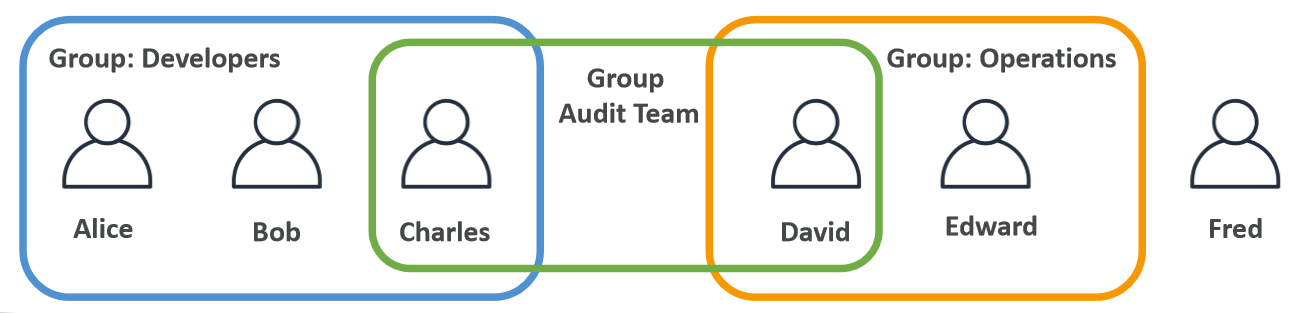 Group: Developers
Group
Audit Team
Group: Operations
Alice
Bob
Charles
David
Edward
Fred